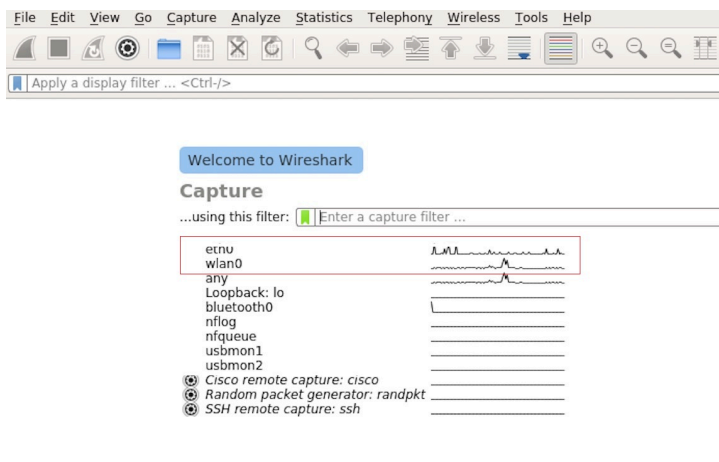 File Edit View Go Capture Analyze Statistics Telephony Wireless Tools Help
Apply a display filter ... <Ctrl-/>
Welcome to Wireshark
Capture
...using this filter: Enter a capture filter ...
eth0
wlan0
any
Loopback: lo
bluetooth0
nflog
nfqueue
usbmon1
usbmon2
Cisco remote capture: cisco
Random packet generator: randpkt
SSH remote capture: ssh